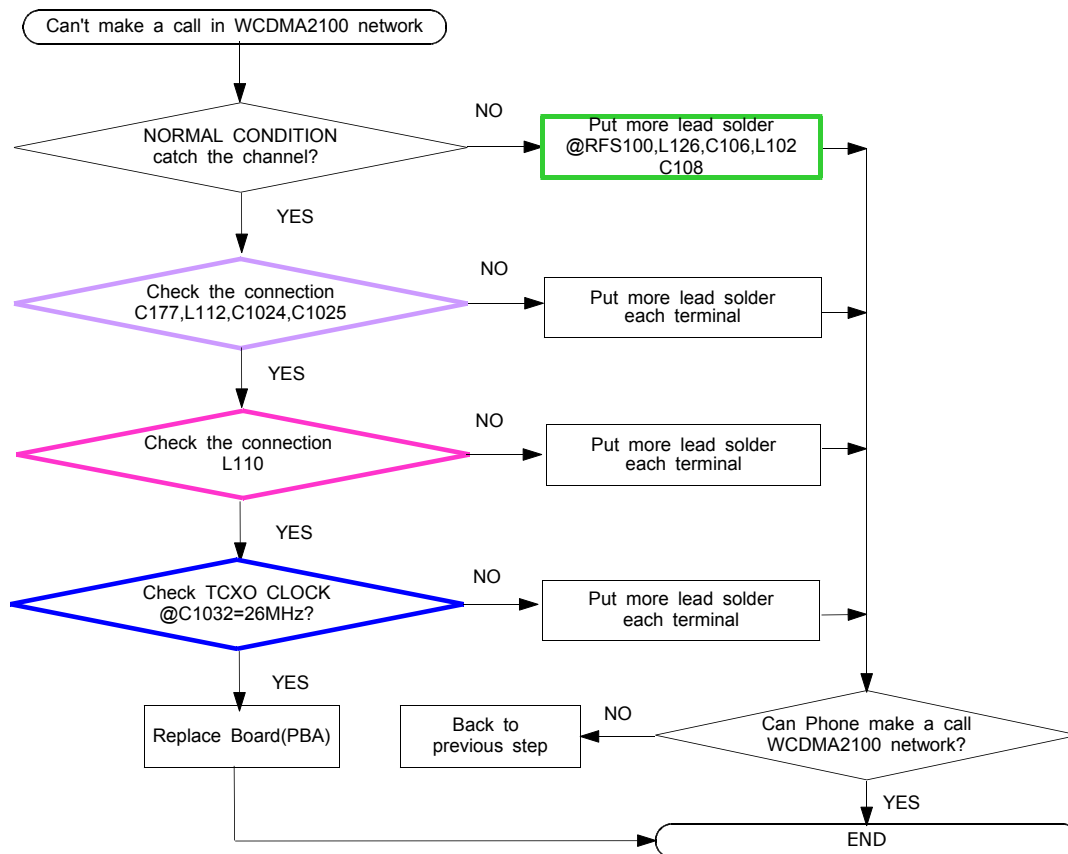 Can't make a call in WCDMA2100 network
NORMAL CONDITION
catch the channel?
NO
Put more lead solder
@RFS100,L126,C106,L102
C108
YES
Check the connection
C177,L112,C1024,C1025
NO
Put more lead solder
each terminal
YES
Check the connection
L110
NO
Put more lead solder
each terminal
YES
Check TCXO CLOCK
@C1032=26MHz?
NO
Put more lead solder
each terminal
YES
Replace Board(PBA)
Back to
previous step
NO
Can Phone make a call
WCDMA2100 network?
YES
END